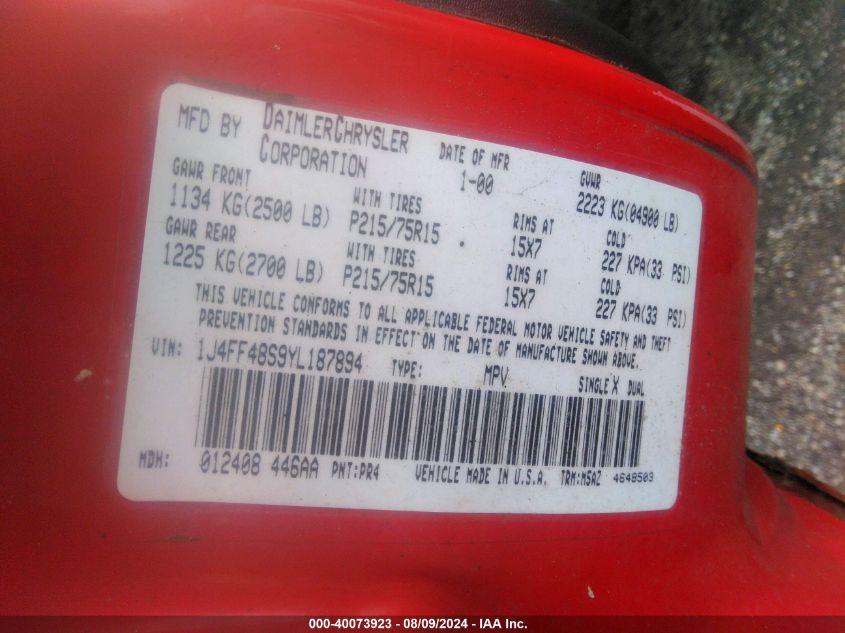 MFD BY DAIMLERCHRYSLER CORPORATION DATE OF MFR 1-00 GVWR 2223 KG(04900 LB)
GAWR FRONT WITH TIRES RIMS AT COLD
1134 KG(2500 LB) P215/75R15 15X7 227 KPA(33 PSI)
GAWR REAR WITH TIRES RIMS AT COLD
1225 KG(2700 LB) P215/75R15 15X7 227 KPA(33 PSI)
THIS VEHICLE CONFORMS TO ALL APPLICABLE FEDERAL MOTOR VEHICLE SAFETY AND THEFT
PREVENTION STANDARDS IN EFFECT ON THE DATE OF MANUFACTURE SHOWN ABOVE.
VIN: 1J4FF48S9YL187894 TYPE: MPV SINGLE X DUAL
MDH: 012408 446AA PNT:PR4 VEHICLE MADE IN U.S.A. TRM:M5AZ 4648503
000-40073923 - 08/09/2024 - IAA Inc.